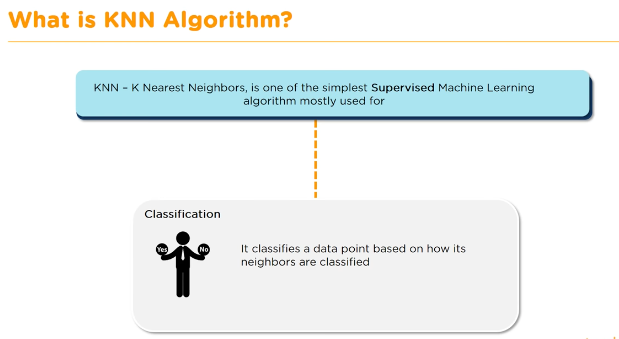 What is KNN Algorithm?
KNN – K Nearest Neighbors, is one of the simplest Supervised Machine Learning
algorithm mostly used for
Classification
Yes No
It classifies a data point based on how its
neighbors are classified